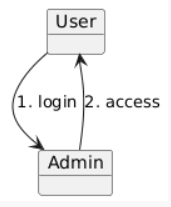 User
1. login
2. access
Admin